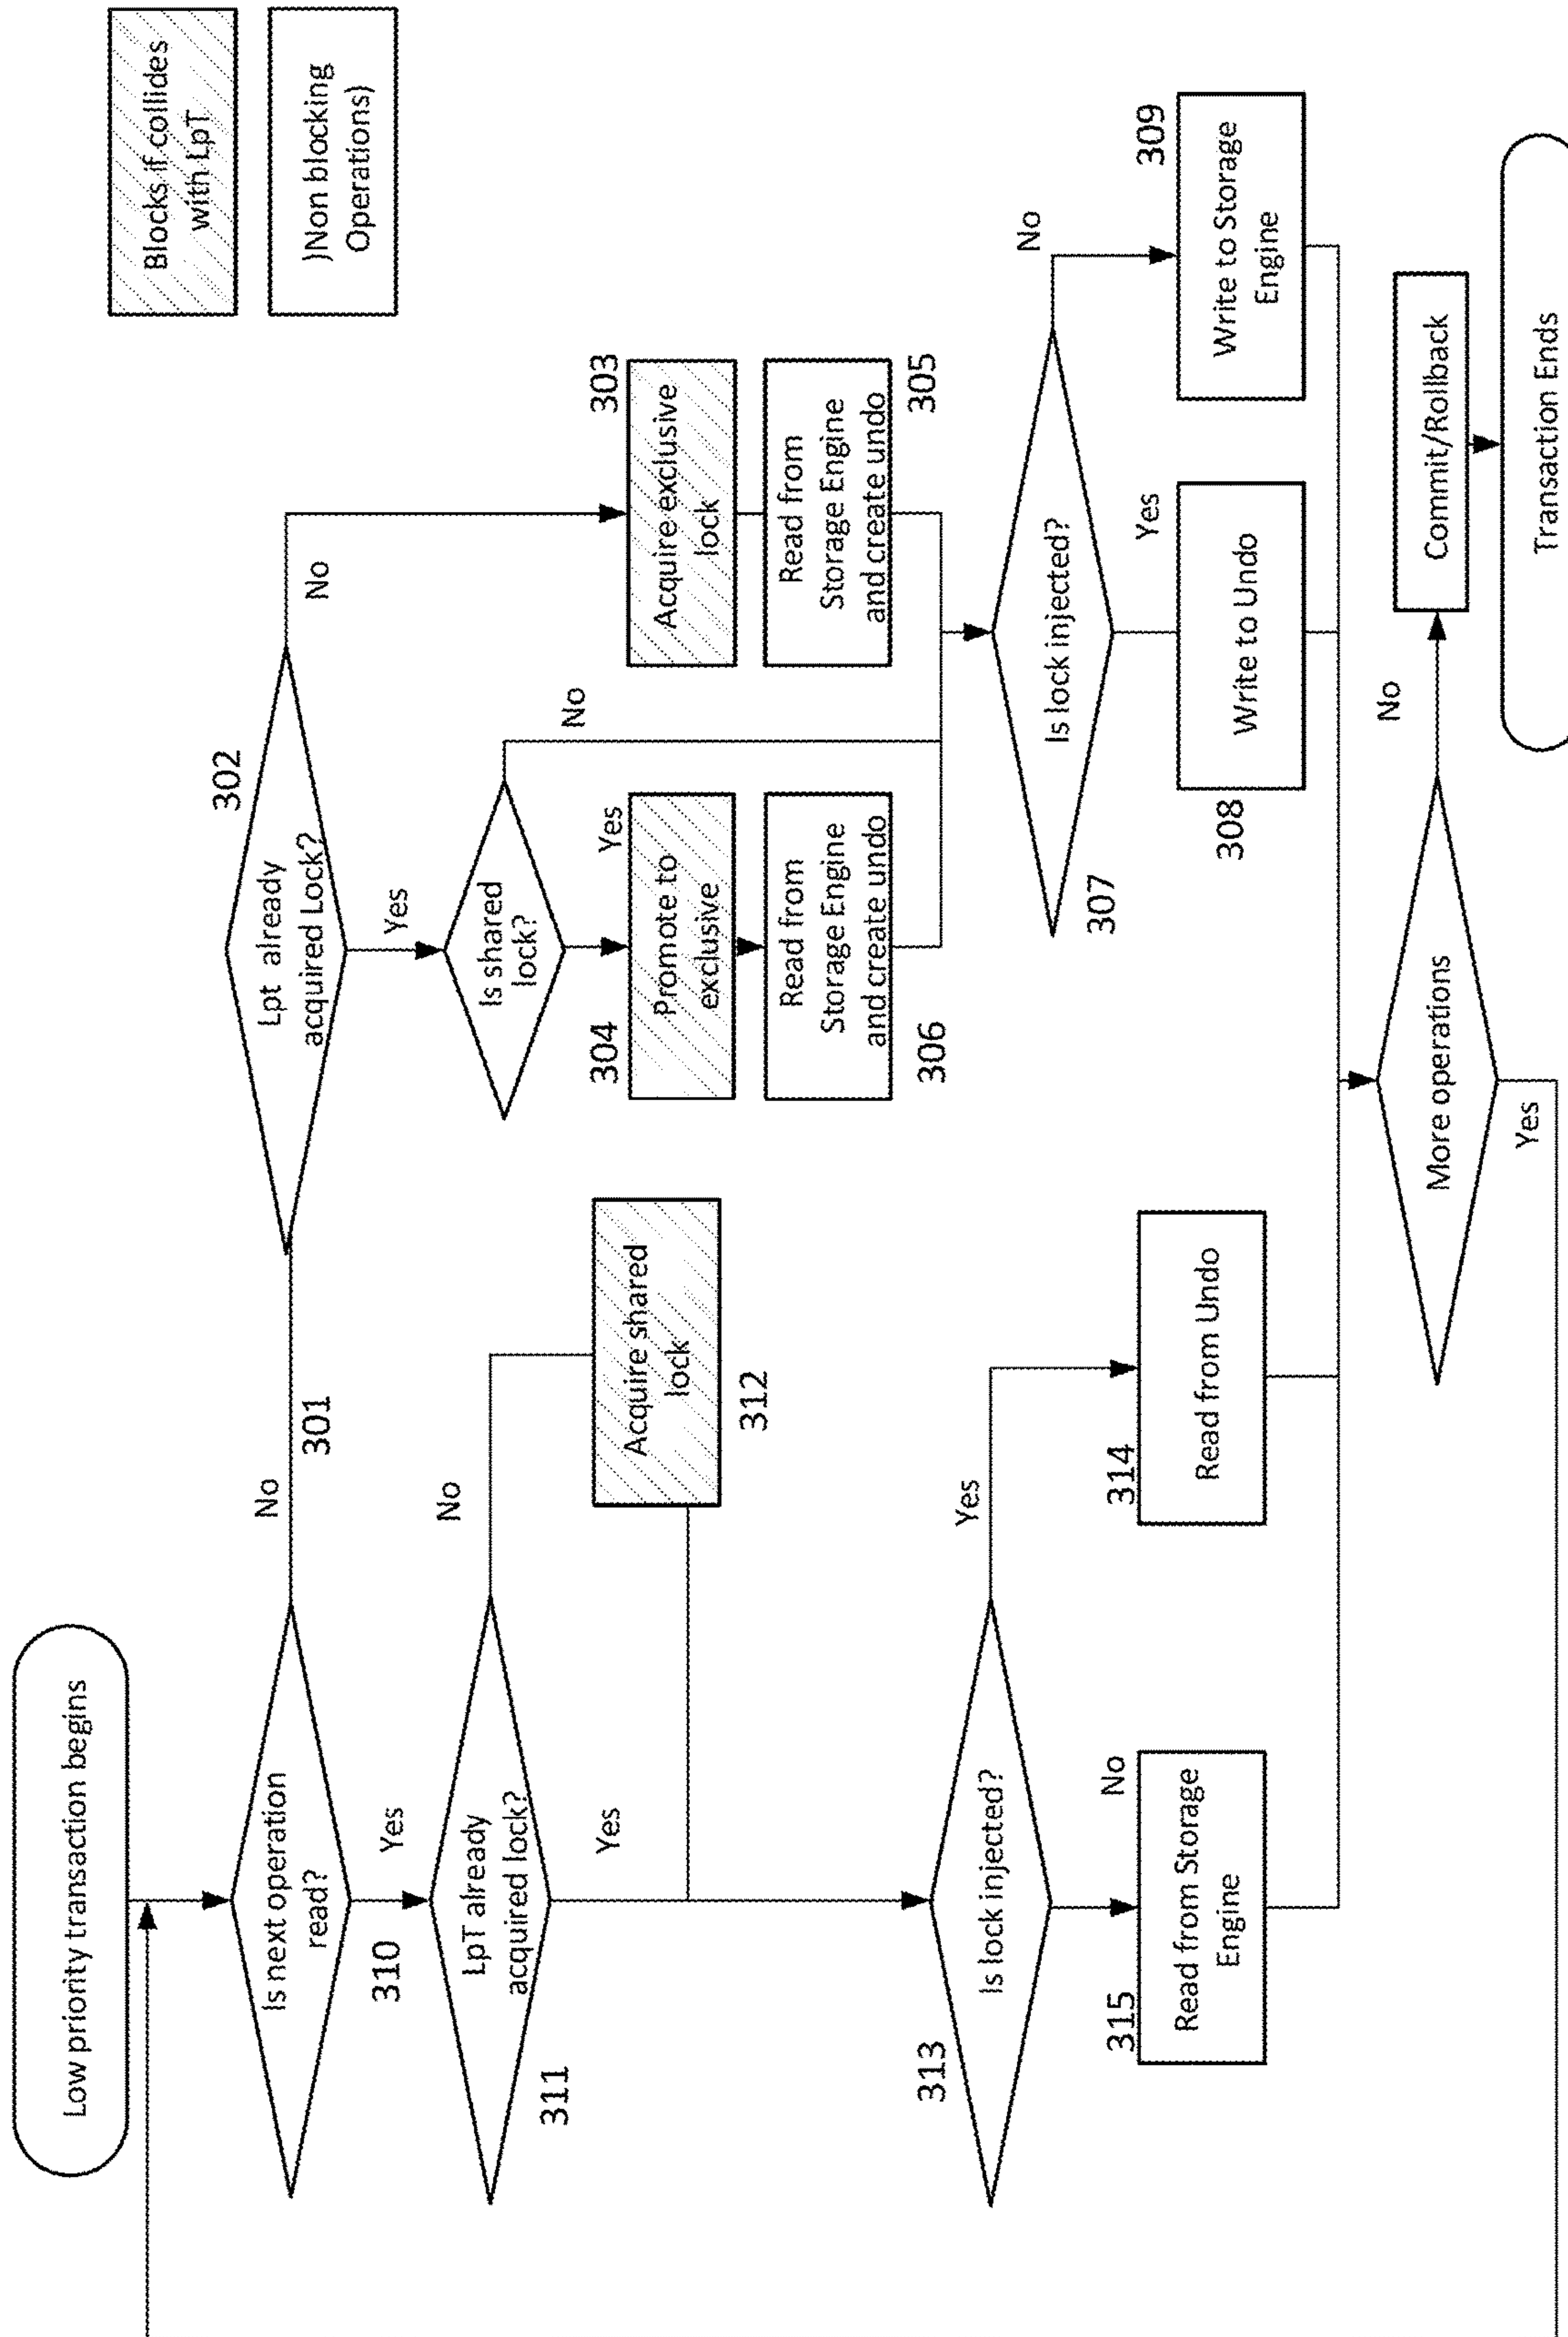 Low priority transaction begins
Is next operation
read?
No
301
310
Yes
LpT already
acquired lock?
311
No
Yes
Acquire shared
lock
312
313
Is lock injected?
Yes
No
315
Read from Storage
Engine
314
Read from Undo
302
Lpt already
acquired Lock?
No
Yes
Is shared
lock?
No
Yes
304
Promote to
exclusive
Read from
Storage Engine
and create undo
306
303
Acquire exclusive
lock
Read from
Storage Engine
and create undo
305
Is lock injected?
307
No
Yes
308
Write to Undo
309
Write to Storage
Engine
More operations
No
Yes
Commit/Rollback
Transaction Ends
Blocks if collides
with LpT
)Non blocking
Operations)